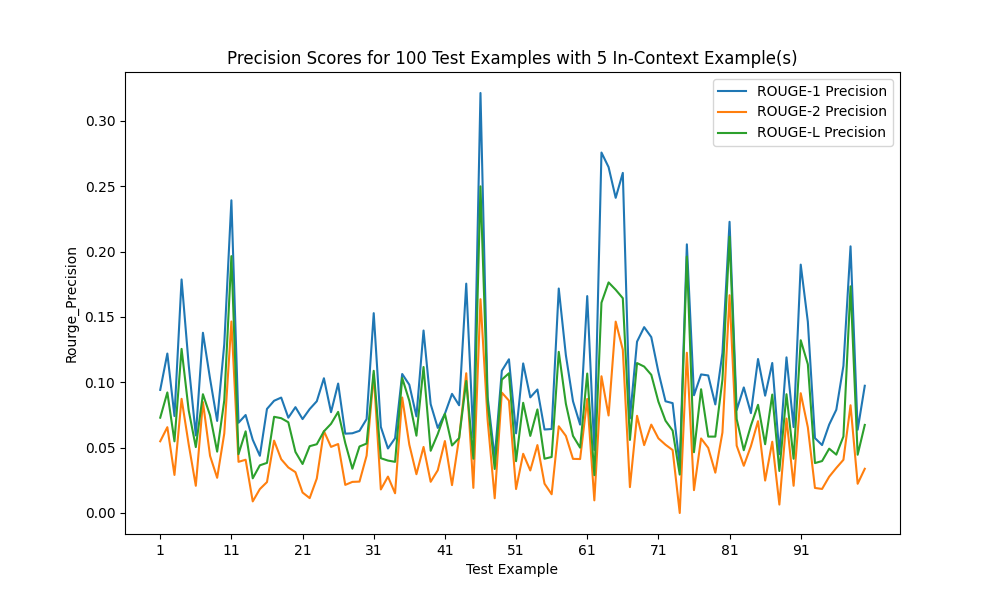 Precision Scores for 100 Test Examples with 5 In-Context Example(s)
ROUGE-1 Precision
ROUGE-2 Precision
ROUGE-L Precision
Rourge_Precision
0.30
0.25
0.20
0.15
0.10
0.05
0.00
1 11 21 31 41 51 61 71 81 91
Test Example